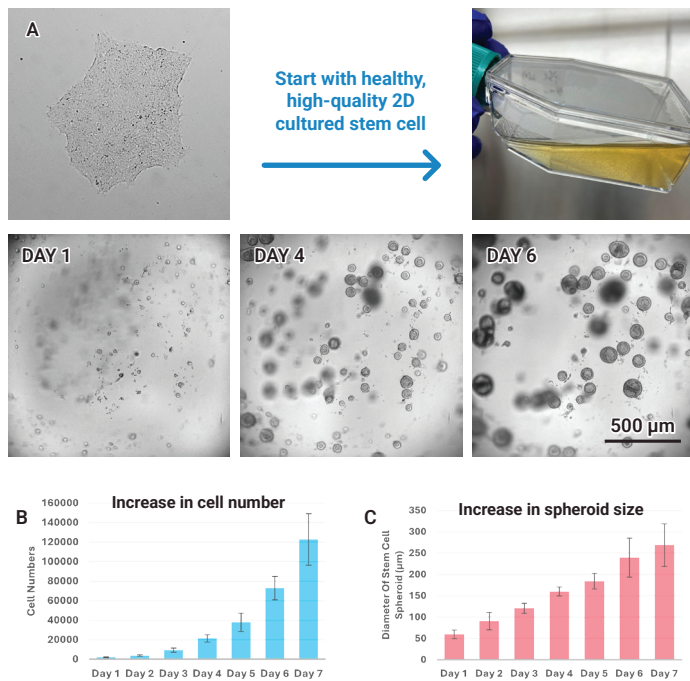 A
Start with healthy,
high-quality 2D
cultured stem cell
DAY 1
DAY 4
DAY 6
500 µm
B
Increase in cell number
Cell Numbers
160000
140000
120000
100000
80000
60000
40000
20000
0
Day 1 Day 2 Day 3 Day 4 Day 5 Day 6 Day 7
C
Increase in spheroid size
Diameter Of Stem Cell
Spheroid (µm)
350
300
250
200
150
100
50
0
Day 1 Day 2 Day 3 Day 4 Day 5 Day 6 Day 7